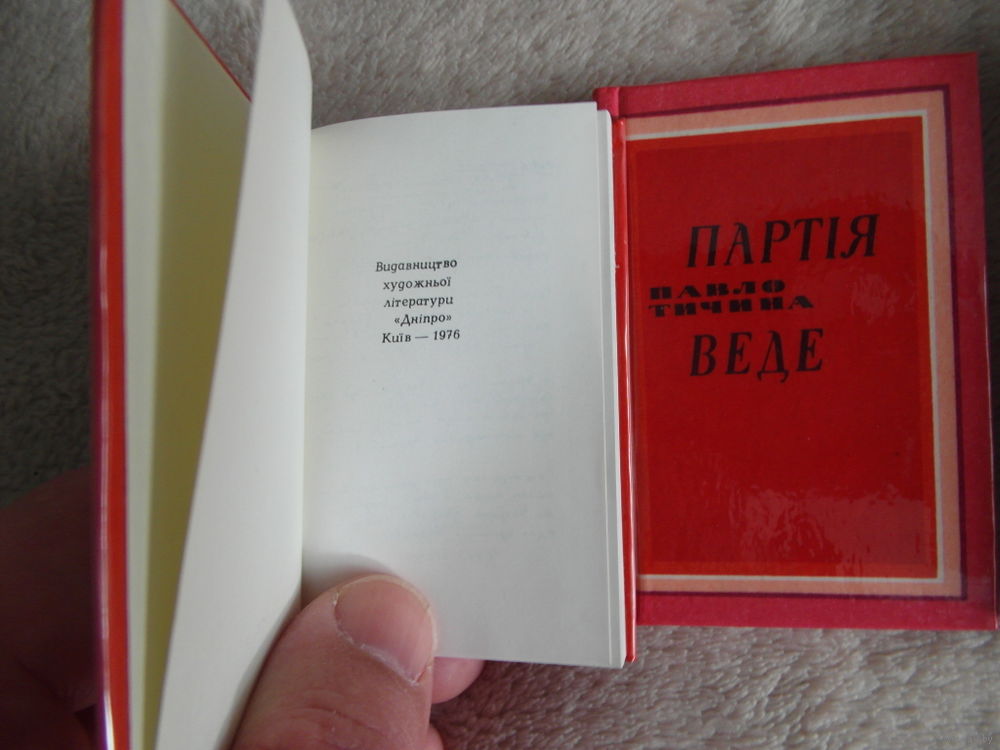 Видавництво
художньої
літератури
«Дніпро»
Київ — 1976
ПАРТІЯ
ПАВЛО
ТИЧИНА
ВЕДЕ